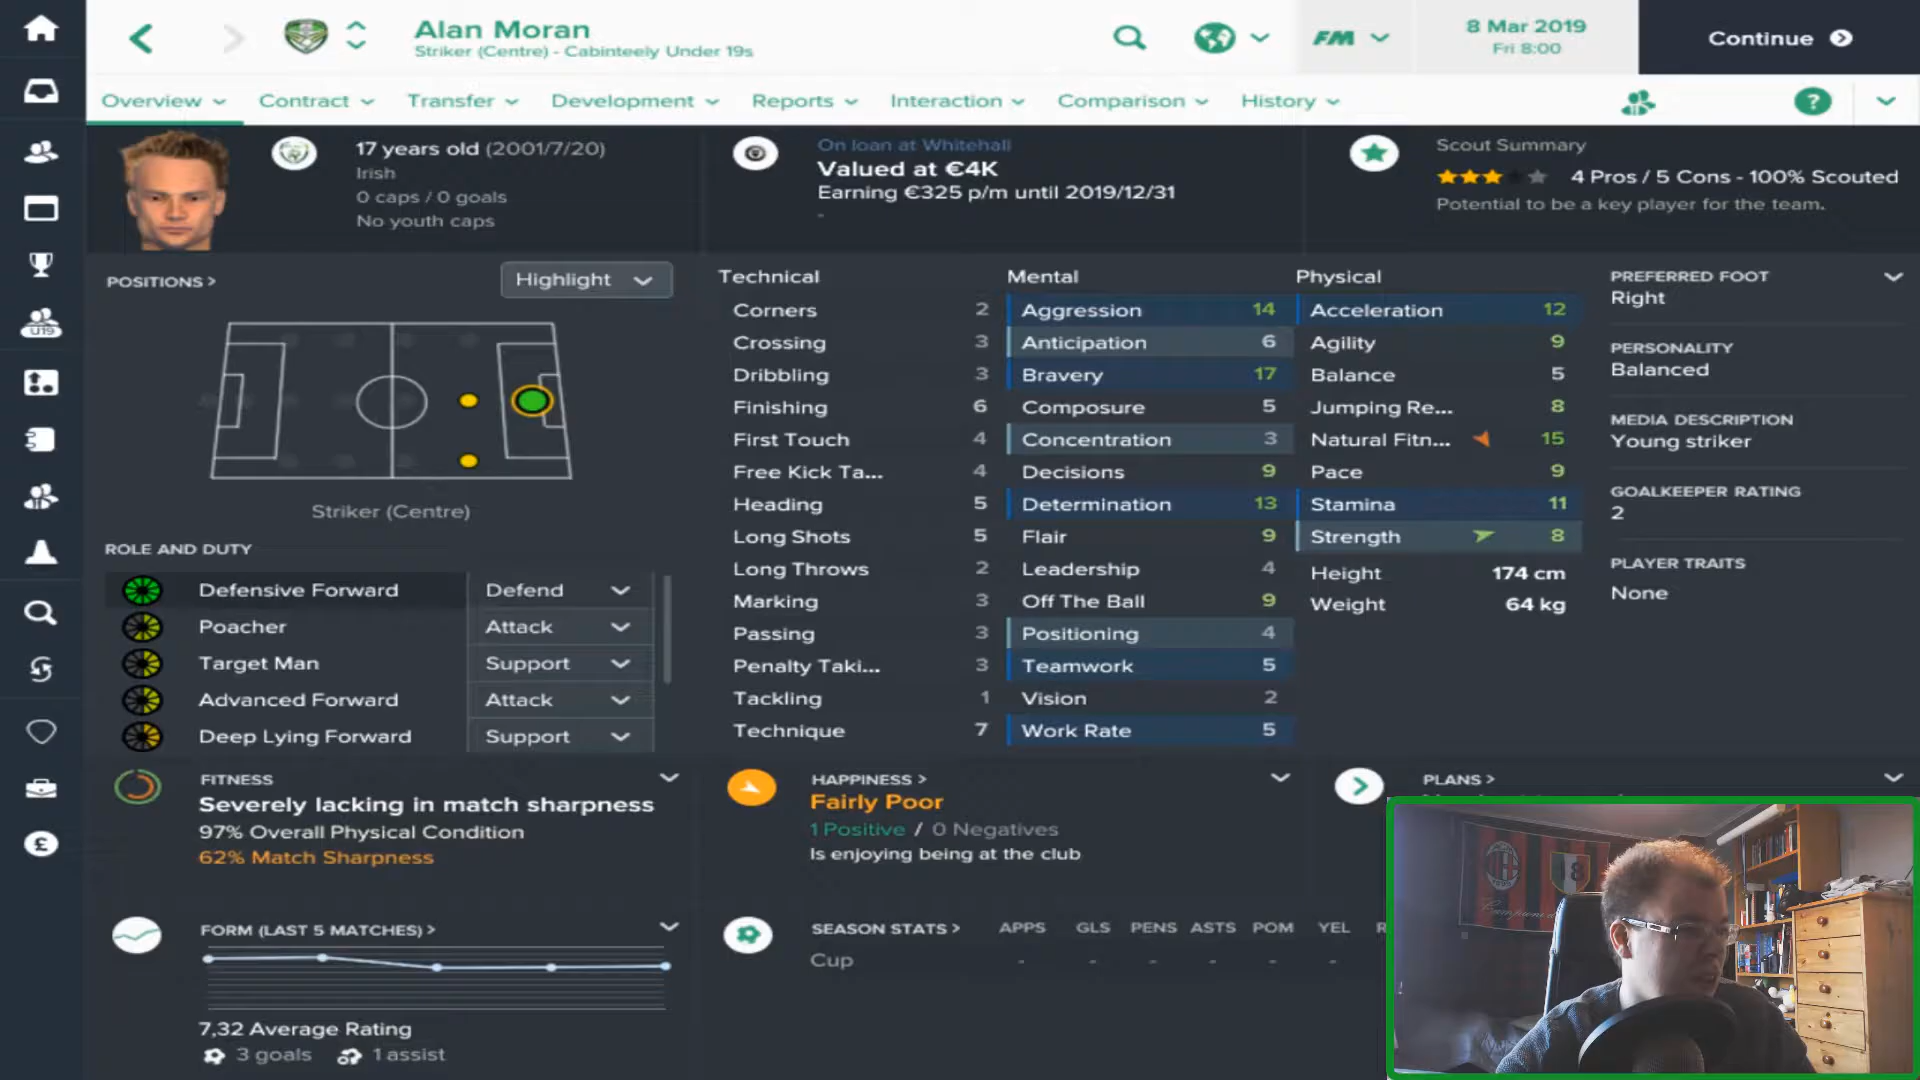 Alan Moran
Striker (Centre) - Cabinteely Under 19s
FM
8 Mar 2019
Fri 8:00
Continue
Overview
Contract
Transfer
Development
Reports
Interaction
Comparison
History
?
17 years old (2001/7/20)
Irish
0 caps / 0 goals
No youth caps
On loan at Whitehall
Valued at €4K
Earning €325 p/m until 2019/12/31
-
Scout Summary
4 Pros / 5 Cons - 100% Scouted
Potential to be a key player for the team.
U19
POSITIONS >
Highlight
Striker (Centre)
ROLE AND DUTY
Defensive Forward Defend
Poacher Attack
Target Man Support
Advanced Forward Attack
Deep Lying Forward Support
Technical
Corners 2
Crossing 3
Dribbling 3
Finishing 6
First Touch 4
Free Kick Ta... 4
Heading 5
Long Shots 5
Long Throws 2
Marking 3
Passing 3
Penalty Taki... 3
Tackling 1
Technique 7
Mental
Aggression 14
Anticipation 6
Bravery 17
Composure 5
Concentration 3
Decisions 9
Determination 13
Flair 9
Leadership 4
Off The Ball 9
Positioning 4
Teamwork 5
Vision 2
Work Rate 5
Physical
Acceleration 12
Agility 9
Balance 5
Jumping Re... 8
Natural Fitn... 15
Pace 9
Stamina 11
Strength 8
Height 174 cm
Weight 64 kg
PREFERRED FOOT
Right
PERSONALITY
Balanced
MEDIA DESCRIPTION
Young striker
GOALKEEPER RATING
2
PLAYER TRAITS
None
FITNESS
Severely lacking in match sharpness
97% Overall Physical Condition
62% Match Sharpness
HAPPINESS >
Fairly Poor
1 Positive / 0 Negatives
Is enjoying being at the club
PLANS >
FORM (LAST 5 MATCHES) >
7,32 Average Rating
3 goals 1 assist
SEASON STATS > APPS GLS PENS ASTS POM YEL R
Cup - - - - - -
£
18